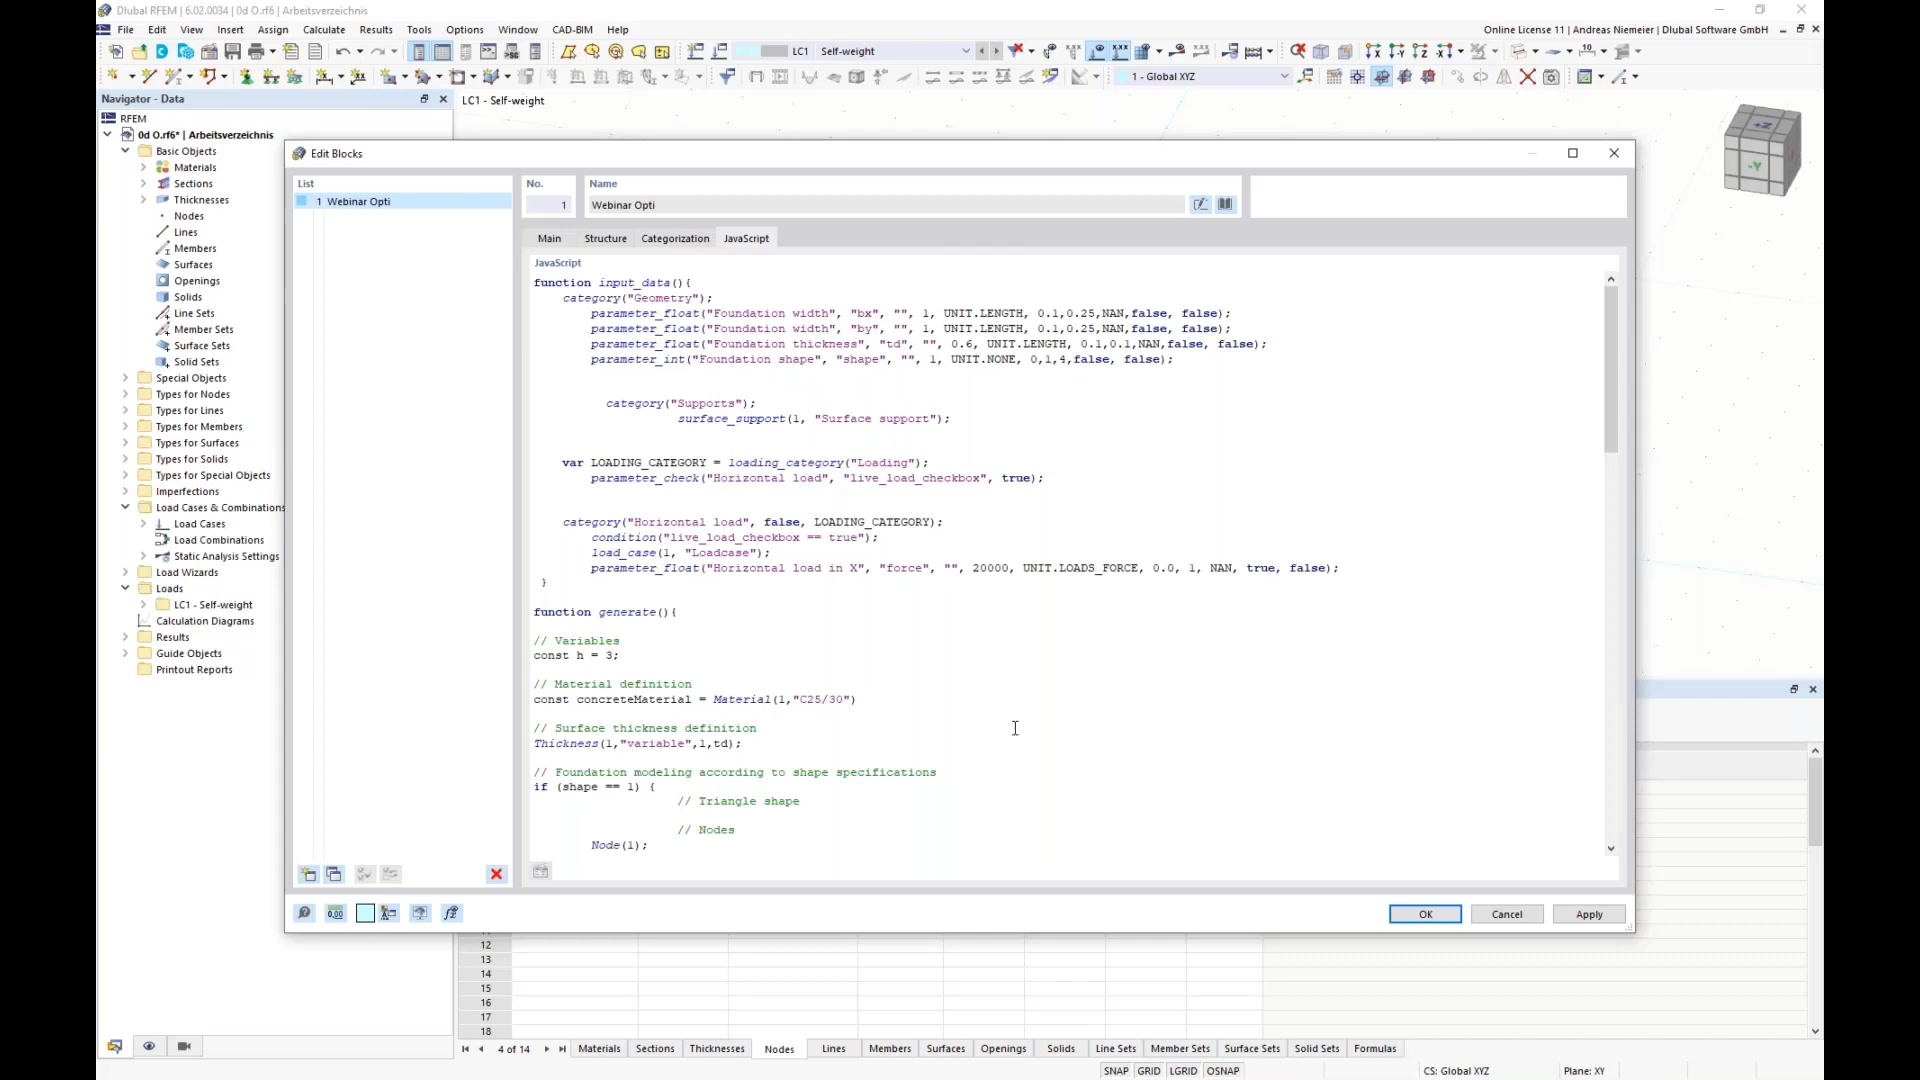 Dlubal RFEM | 6.02.0034 | 0d O.rf6 | Arbeitsverzeichnis
File Edit View Insert Assign Calculate Results Tools Options Window CAD-BIM Help
Online License 11 | Andreas Niemeier | Dlubal Software GmbH
LC1 Self-weight
1 - Global XYZ
Navigator - Data
LC1 - Self-weight
RFEM
0d O.rf6* | Arbeitsverzeichnis
Basic Objects
Materials
Sections
Thicknesses
Nodes
Lines
Members
Surfaces
Openings
Solids
Line Sets
Member Sets
Surface Sets
Solid Sets
Special Objects
Types for Nodes
Types for Lines
Types for Members
Types for Surfaces
Types for Solids
Types for Special Objects
Imperfections
Load Cases & Combinations
Load Cases
Load Combinations
Static Analysis Settings
Load Wizards
Loads
LC1 - Self-weight
Calculation Diagrams
Results
Guide Objects
Printout Reports
Edit Blocks
List
1 Webinar Opti
No.
1
Name
Webinar Opti
Main Structure Categorization JavaScript
JavaScript
function input_data(){
category("Geometry");
parameter_float("Foundation width", "bx", "", 1, UNIT.LENGTH, 0.1,0.25,NAN,false, false);
parameter_float("Foundation width", "by", "", 1, UNIT.LENGTH, 0.1,0.25,NAN,false, false);
parameter_float("Foundation thickness", "td", "", 0.6, UNIT.LENGTH, 0.1,0.1,NAN,false, false);
parameter_int("Foundation shape", "shape", "", 1, UNIT.NONE, 0,1,4,false, false);
category("Supports");
surface_support(1, "Surface support");
var LOADING_CATEGORY = loading_category("Loading");
parameter_check("Horizontal load", "live_load_checkbox", true);
category("Horizontal load", false, LOADING_CATEGORY);
condition("live_load_checkbox == true");
load_case(1, "Loadcase");
parameter_float("Horizontal load in X", "force", "", 20000, UNIT.LOADS_FORCE, 0.0, 1, NAN, true, false);
}
function generate(){
// Variables
const h = 3;
// Material definition
const concreteMaterial = Material(1,"C25/30")
// Surface thickness definition
Thickness(1,"variable",1,td);
// Foundation modeling according to shape specifications
if (shape == 1) {
// Triangle shape
// Nodes
Node(1);
OK Cancel Apply
12
13
14
15
16
17
18
4 of 14 Materials Sections Thicknesses Nodes Lines Members Surfaces Openings Solids Line Sets Member Sets Surface Sets Solid Sets Formulas
SNAP GRID LGRID OSNAP CS: Global XYZ Plane: XY